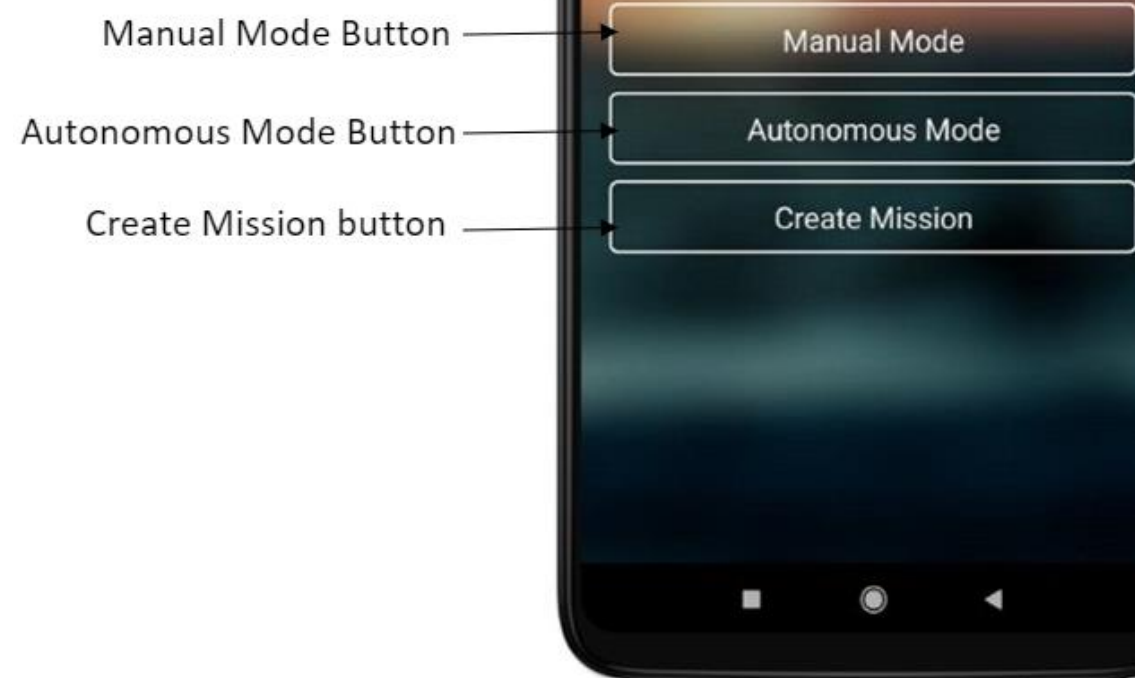 Manual Mode Button
Manual Mode
Autonomous Mode Button
Autonomous Mode
Create Mission button
Create Mission